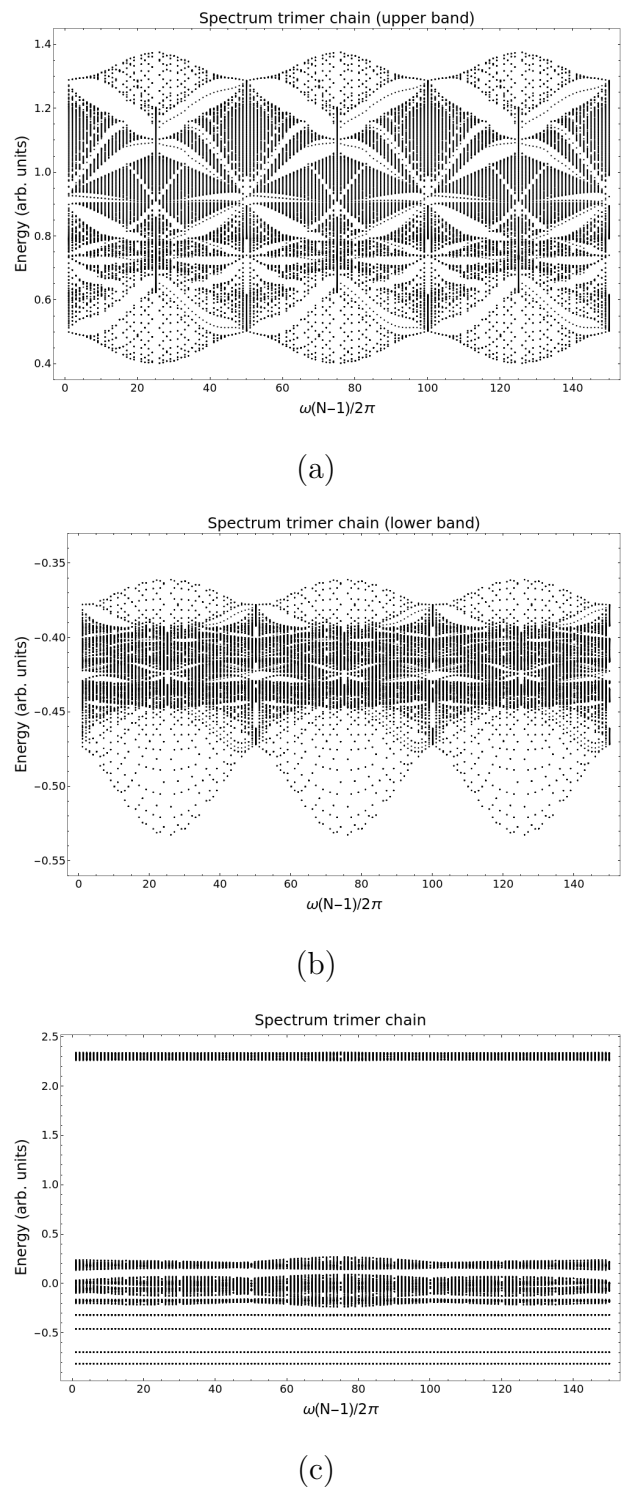 Spectrum trimer chain (upper band)
1.4
1.2
1.0
0.8
0.6
0.4
Energy (arb. units)
0 20 40 60 80 100 120 140
ω(N−1)/2π
(a)
Spectrum trimer chain (lower band)
−0.35
−0.40
−0.45
−0.50
−0.55
Energy (arb. units)
0 20 40 60 80 100 120 140
ω(N−1)/2π
(b)
Spectrum trimer chain
2.5
2.0
1.5
1.0
0.5
0.0
−0.5
Energy (arb. units)
0 20 40 60 80 100 120 140
ω(N−1)/2π
(c)